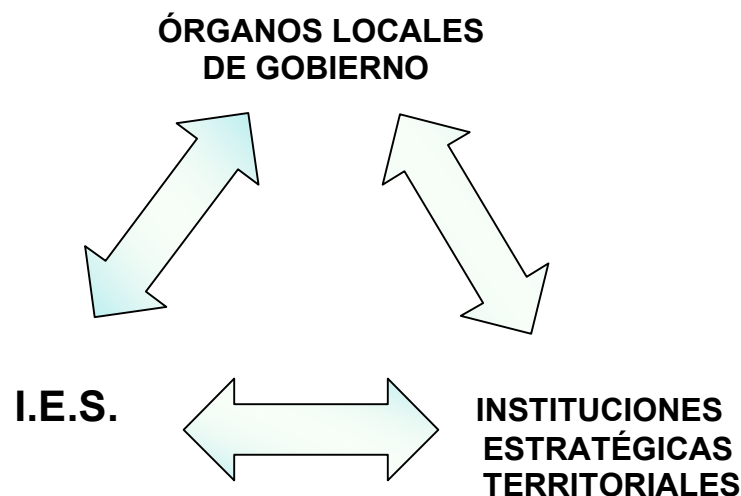 ÓRGANOS LOCALES
DE GOBIERNO
I.E.S.
INSTITUCIONES
ESTRATÉGICAS
TERRITORIALES